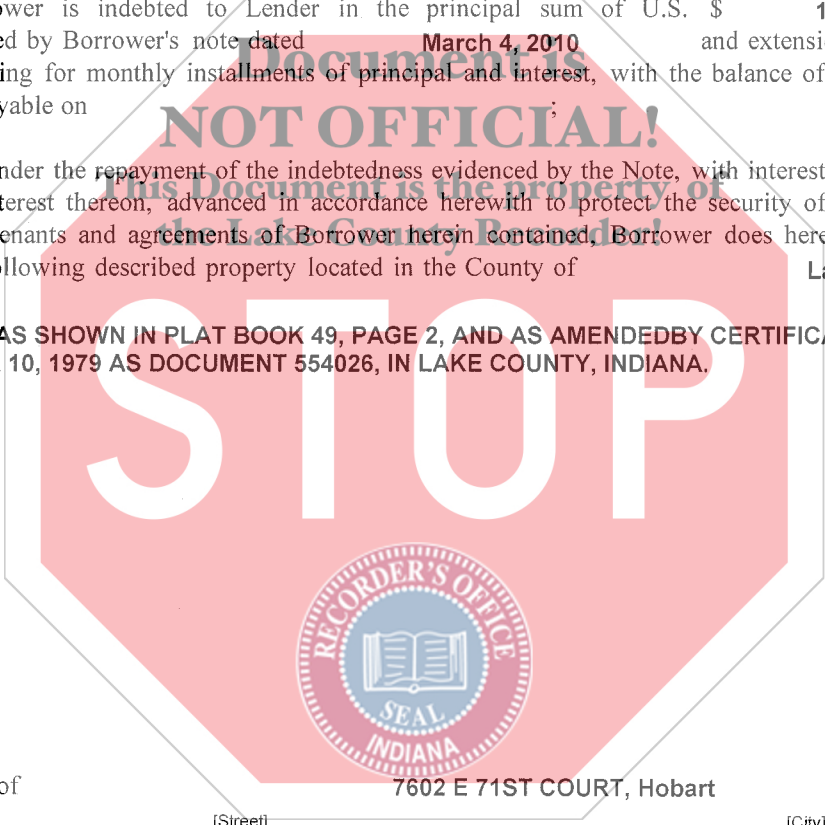 ower is indebted to Lender in the principal sum of U.S. $ 1
ed by Borrower's note dated March 4, 2010 and extensi
Document is
ing for monthly installments of principal and interest, with the balance of
yable on ;
NOT OFFICIAL!
nder the repayment of the indebtedness evidenced by the Note, with interest
This Document is the property of
terest thereon, advanced in accordance herewith to protect the security of
the Lake County Recorder!
enants and agreements of Borrower herein contained, Borrower does here
ollowing described property located in the County of La
AS SHOWN IN PLAT BOOK 49, PAGE 2, AND AS AMENDEDBY CERTIFICA
10, 1979 AS DOCUMENT 554026, IN LAKE COUNTY, INDIANA.
STOP
RECORDER'S OFFICE
SEAL
INDIANA
of 7602 E 71ST COURT, Hobart
[Street] [City]